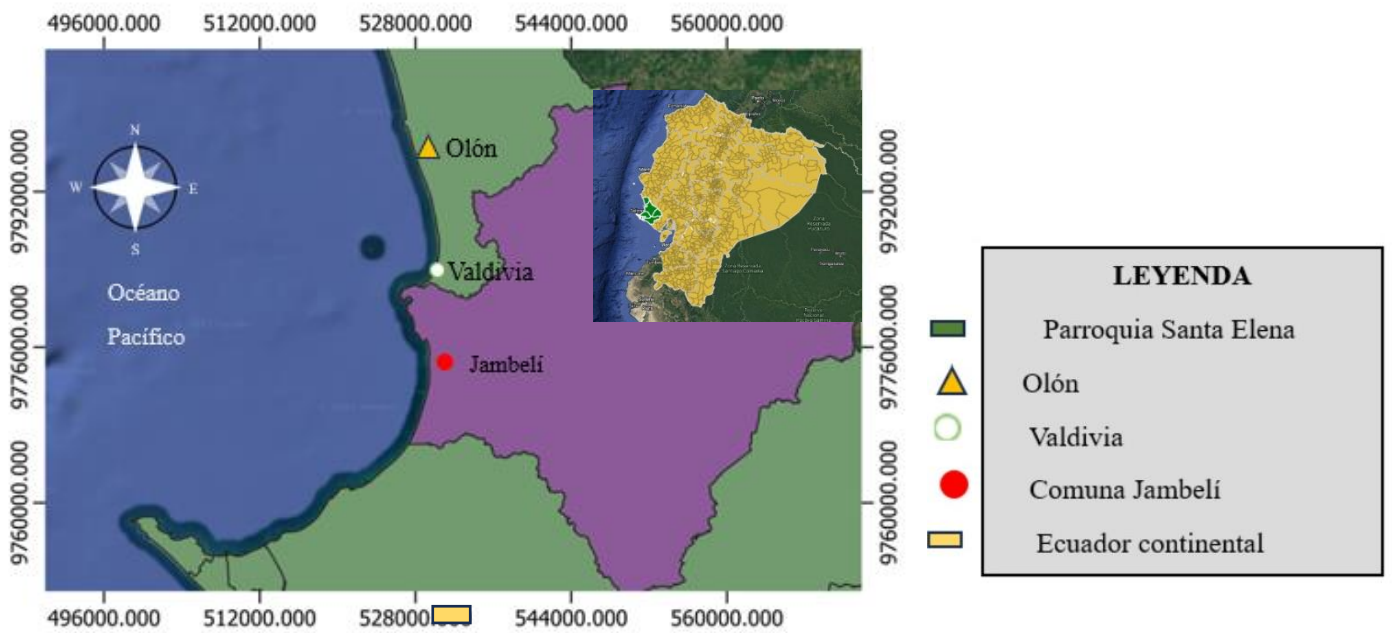 496000.000 512000.000 528000.000 544000.000 560000.000
9792000.000
9776000.000
9760000.000
N
W E
S
Océano
Pacífico
Olón
Valdivia
Jambelí
9792000.000
9776000.000
9760000.000
496000.000 512000.000 528000.000 544000.000 560000.000
LEYENDA
Parroquia Santa Elena
Olón
Valdivia
Comuna Jambelí
Ecuador continental